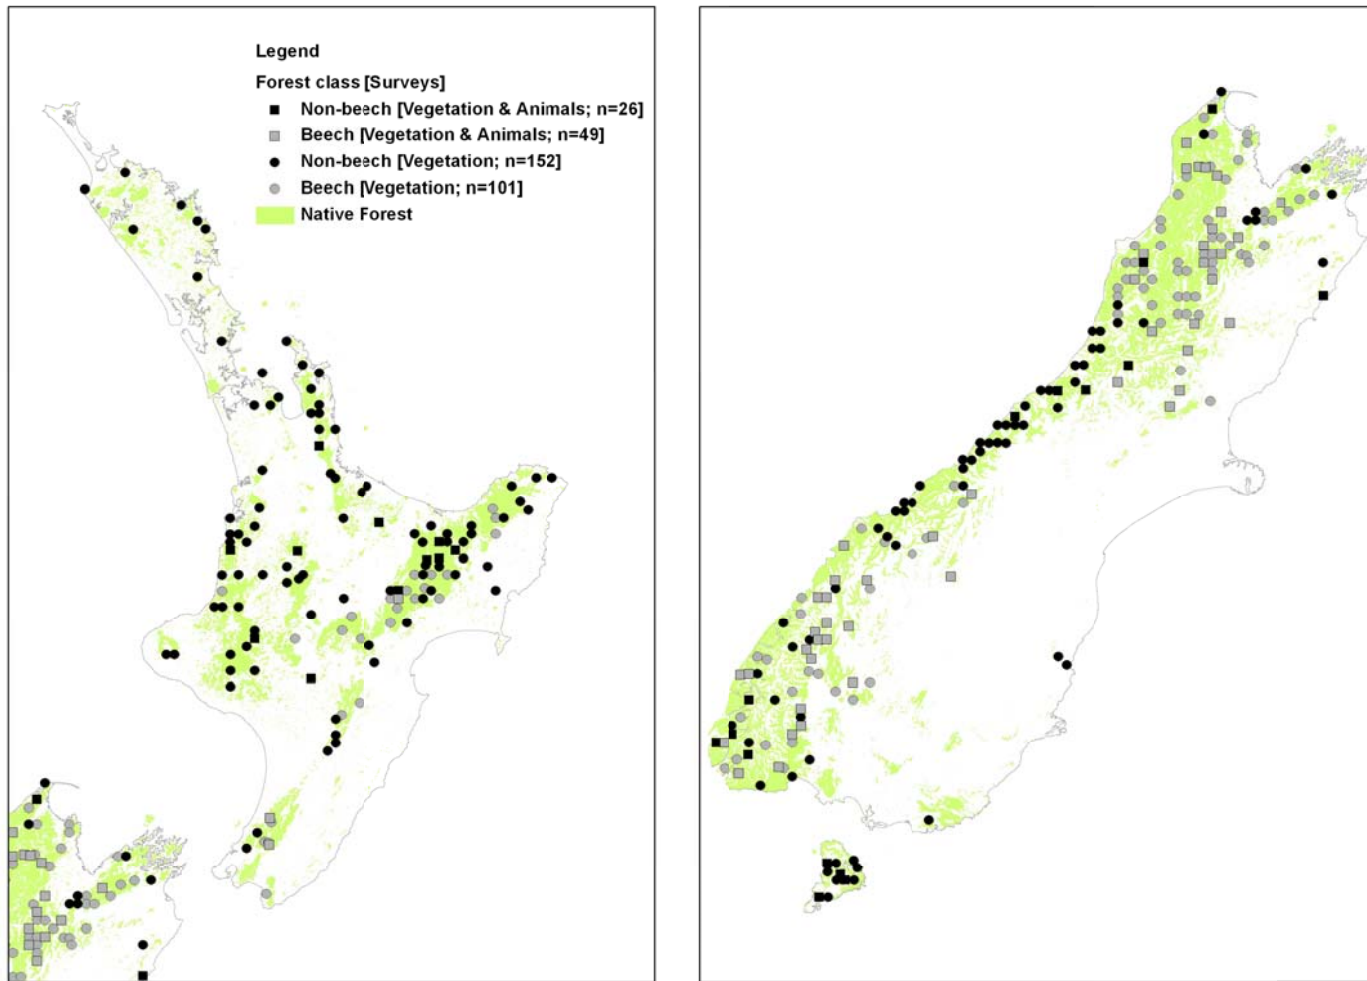 Legend
Forest class [Surveys]
Non-beech [Vegetation & Animals; n=26]
Beech [Vegetation & Animals; n=49]
Non-beech [Vegetation; n=152]
Beech [Vegetation; n=101]
Native Forest